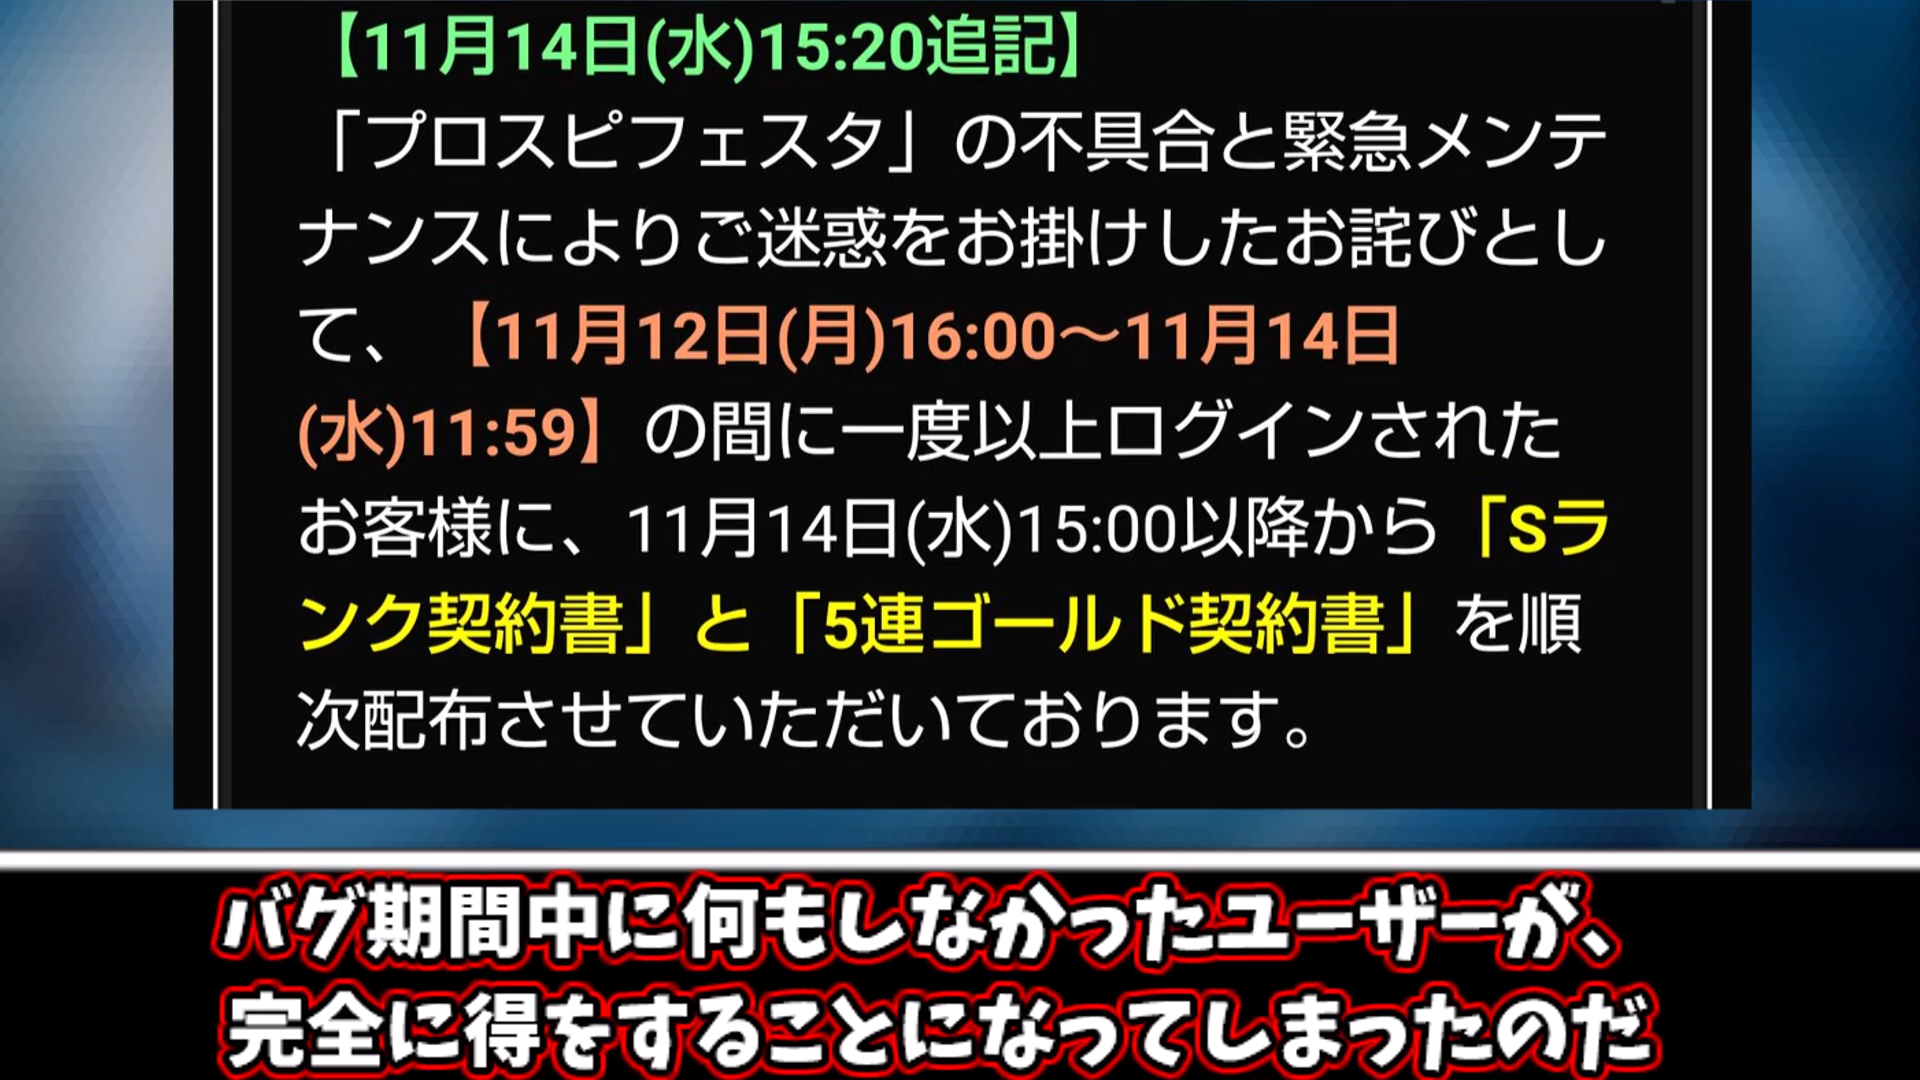 【11月14日(水)15:20追記】
「プロスピフェスタ」の不具合と緊急メンテ
ナンスによりご迷惑をお掛けしたお詫びとし
て、【11月12日(月)16:00〜11月14日
(水)11:59】の間に一度以上ログインされた
お客様に、11月14日(水)15:00以降から「Sラ
ンク契約書」と「5連ゴールド契約書」を順
次配布させていただいております。
バグ期間中に何もしなかったユーザーが、
完全に得をすることになってしまったのだ